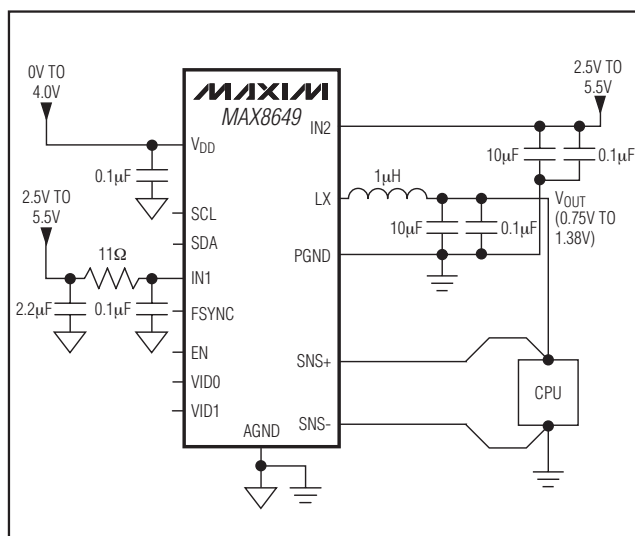 0V TO
4.0V
MAXIM
MAX8649
2.5V TO
5.5V
IN2
VDD
10μF
0.1μF
0.1μF
1μH
2.5V TO
5.5V
SCL
LX
VOUT
(0.75V TO
1.38V)
10μF
0.1μF
SDA
11Ω
IN1
PGND
2.2μF
0.1μF
FSYNC
EN
SNS+
VID0
CPU
VID1
SNS-
AGND